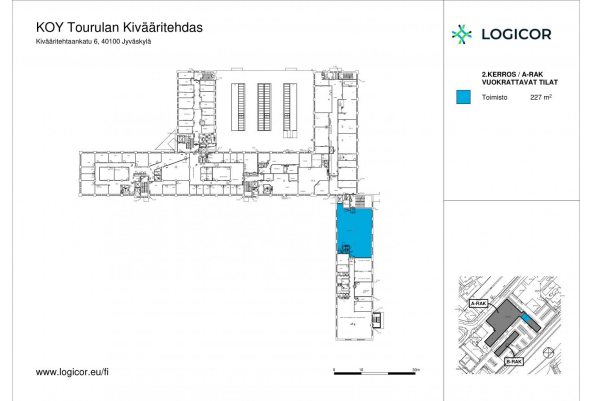 KOY Tourulan Kivääritehdas
Kivääritehtaankatu 6, 40100 Jyväskylä
LOGICOR
2.KERROS / A-RAK
VUOKRATTAVAT TILAT
Toimisto 227 m²
A-RAK
B-RAK
www.logicor.eu/fi
0 10 50m